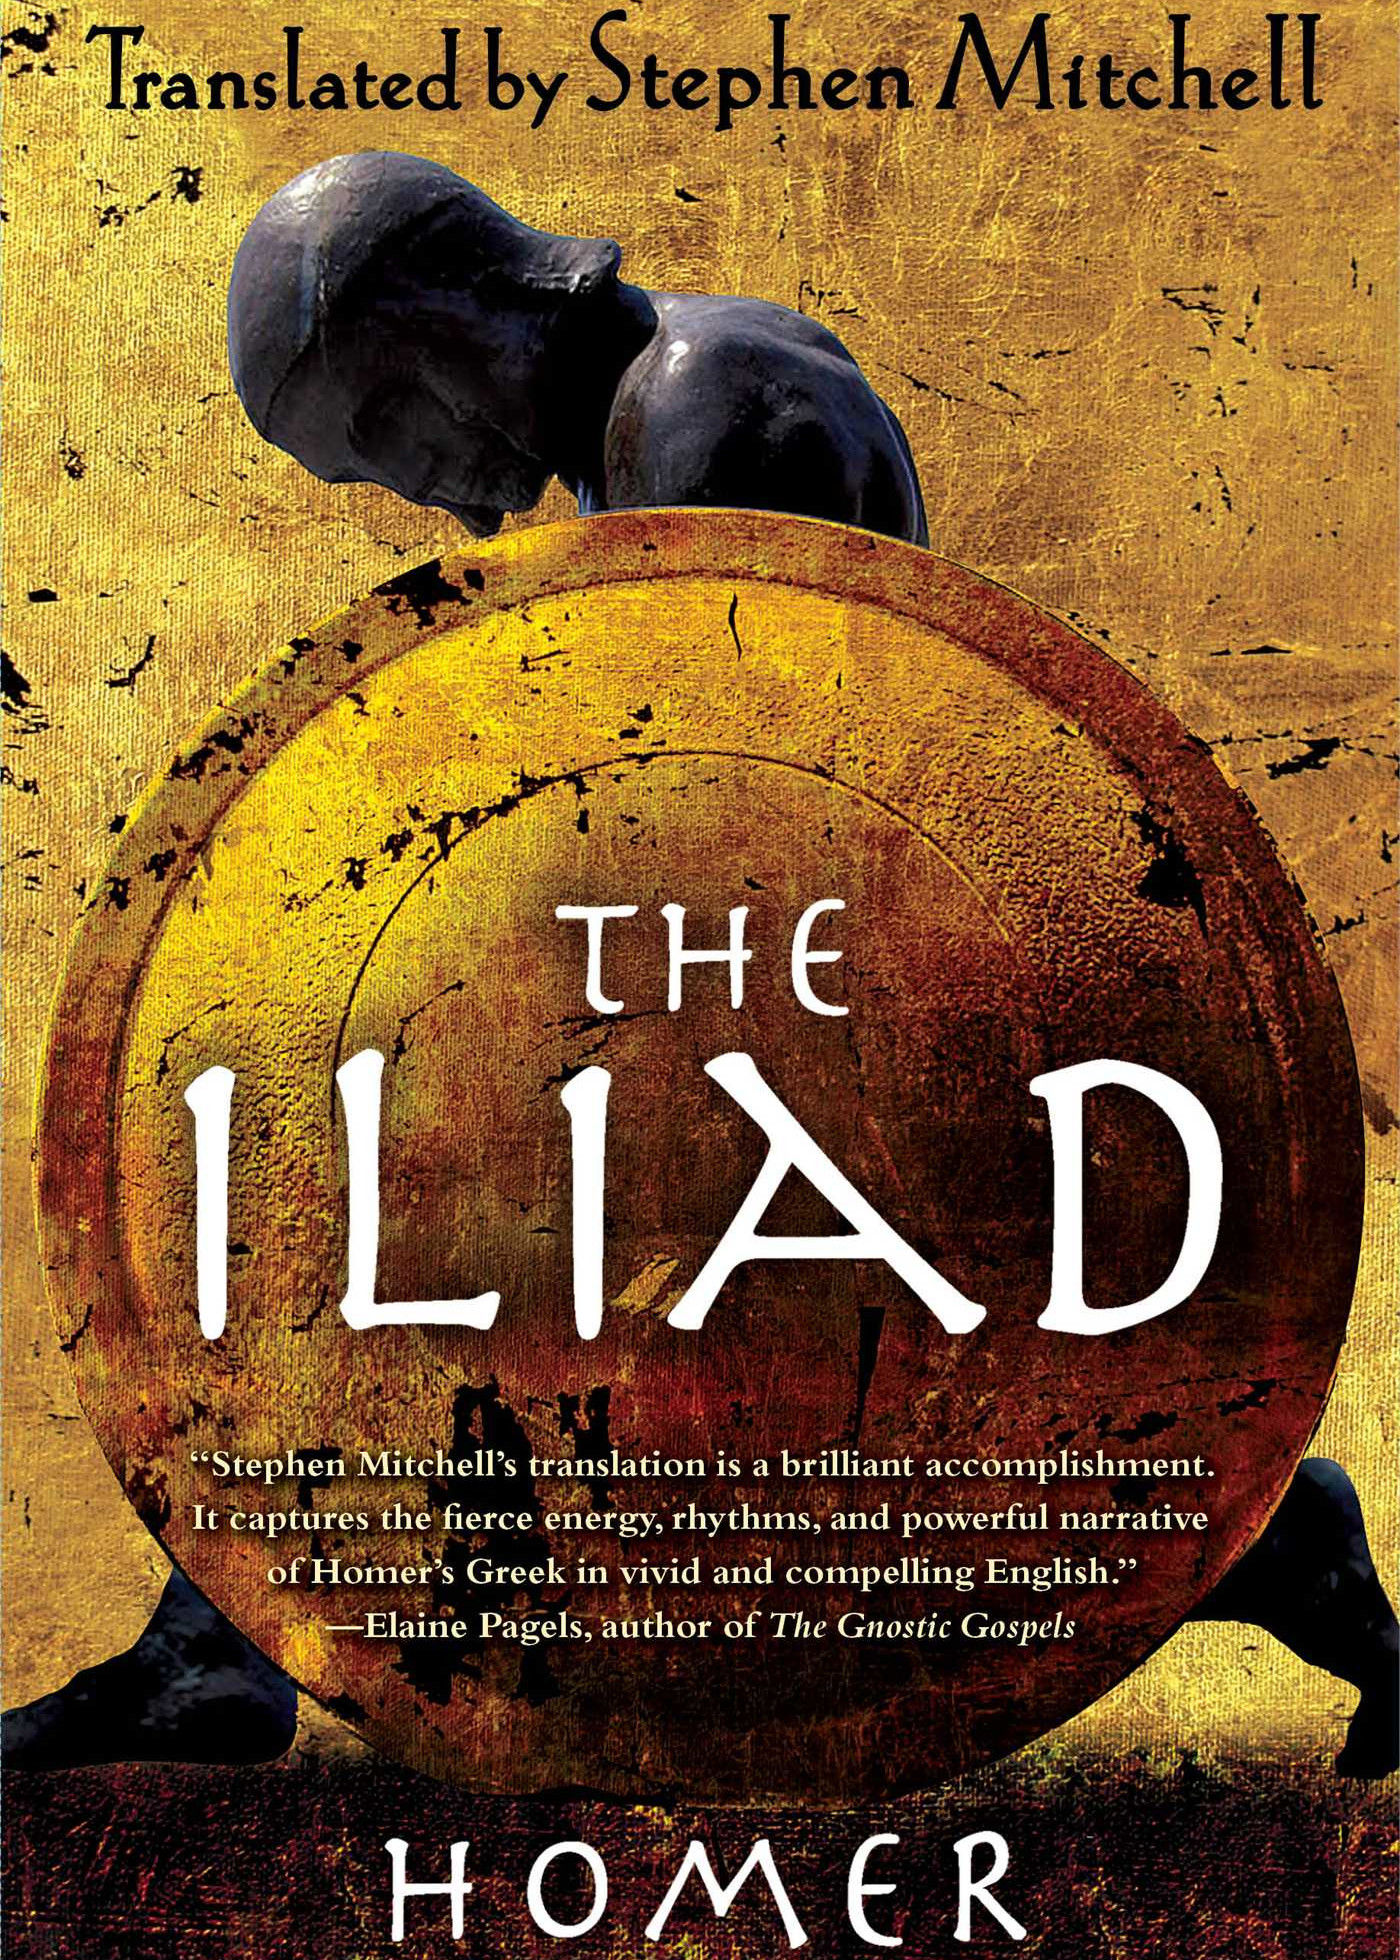 Translated by Stephen Mitchell
THE
ILIAD
“Stephen Mitchell’s translation is a brilliant accomplishment.
It captures the fierce energy, rhythms, and powerful narrative
of Homer’s Greek in vivid and compelling English.”
—Elaine Pagels, author of The Gnostic Gospels
HOMER